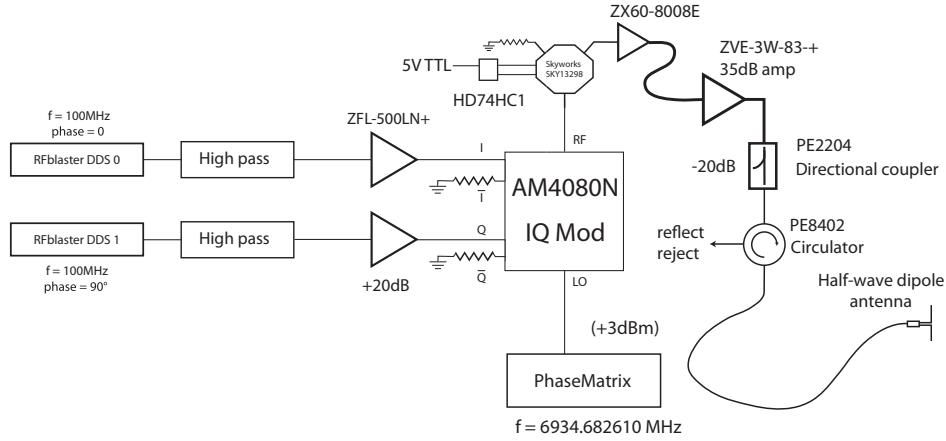 ZX60-8008E
ZVE-3W-83-+
35dB amp
5V TTL
Skyworks
SKY13298
HD74HC1
f = 100MHz
phase = 0
RFblaster DDS 0
High pass
ZFL-500LN+
I
I
RF
AM4080N
IQ Mod
-20dB
PE2204
Directional coupler
RFblaster DDS 1
f = 100MHz
phase = 90°
High pass
+20dB
Q
Q
LO
reflect
reject
PE8402
Circulator
Half-wave dipole
antenna
(+3dBm)
PhaseMatrix
f = 6934.682610 MHz